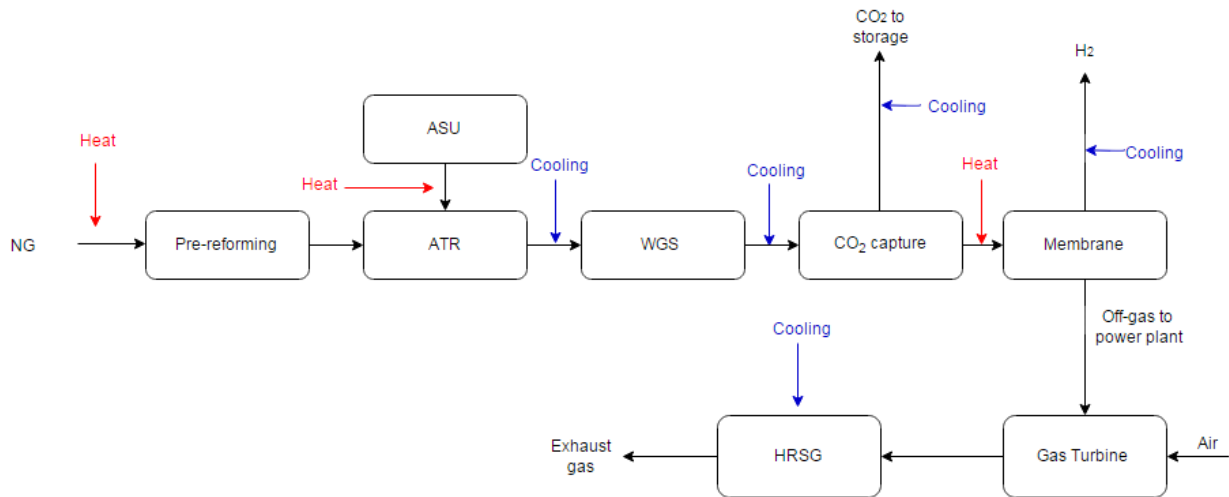 CO2 to
storage
H2
Cooling
Cooling
Heat
ASU
Heat
Cooling
Cooling
Heat
NG
Pre-reforming
ATR
WGS
CO2 capture
Membrane
Off-gas to
power plant
Cooling
Exhaust
gas
HRSG
Gas Turbine
Air